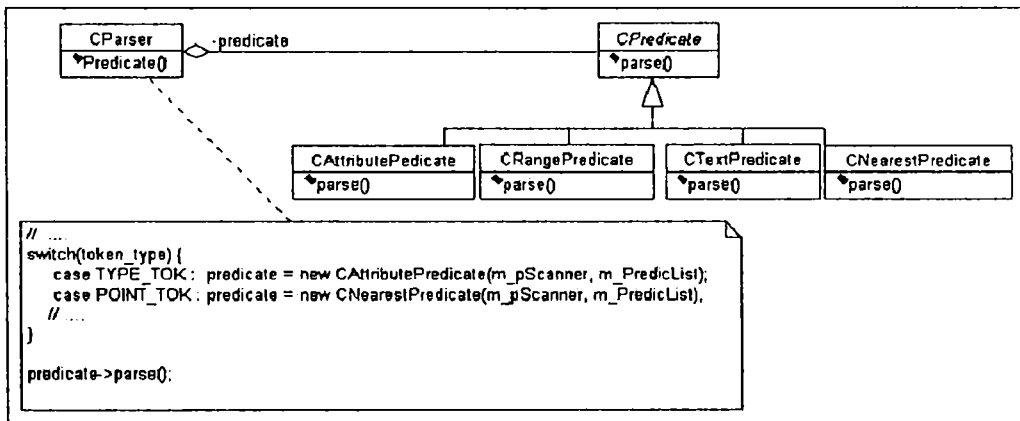 CParser
-predicate
CPredicate
Predicate()
parse()
CAttributePedicate
CRangePredicate
CTextPredicate
CNearestPredicate
parse()
parse()
parse()
parse()
// ....
switch(token_type) {
case TYPE_TOK : predicate = new CAttributePredicate(m_pScanner, m_PredicList);
case POINT_TOK : predicate = new CNearestPredicate(m_pScanner, m_PredicList),
// ....
}
predicate->parse();